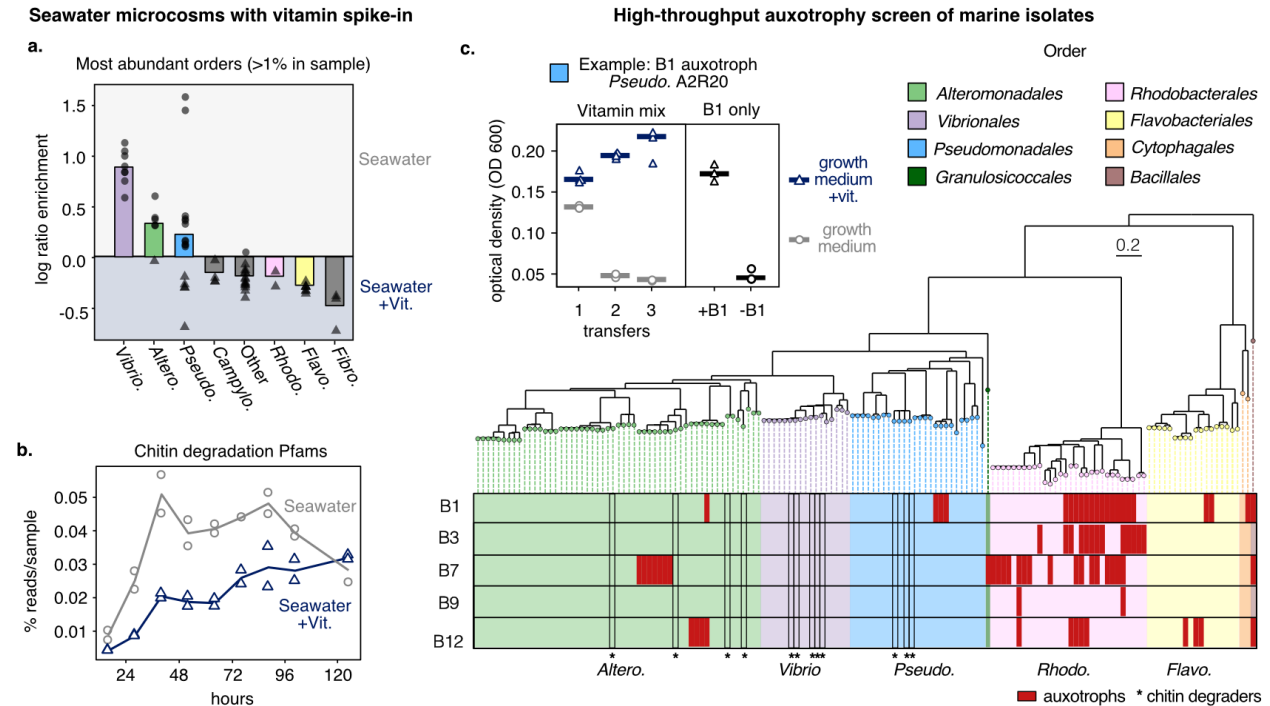 Seawater microcosms with vitamin spike-in
High-throughput auxotrophy screen of marine isolates
a.
Most abundant orders (>1% in sample)
log ratio enrichment
1.5
1.0
0.5
0.0
-0.5
Seawater
Seawater
+Vit.
Vibrio.
Altero.
Pseudo.
Campylo.
Other
Rhodo.
Flavo.
Fibro.
b.
Chitin degradation Pfams
% reads/sample
0.05
0.04
0.03
0.02
0.01
Seawater
Seawater
+Vit.
24 48 72 96 120
hours
c.
Example: B1 auxotroph
Pseudo. A2R20
Vitamin mix
B1 only
optical density (OD 600)
0.20
0.15
0.10
0.05
1 2 3
transfers
+B1 -B1
growth
medium
+vit.
growth
medium
Order
Alteromonadales
Vibrionales
Pseudomonadales
Granulosicoccales
Rhodobacterales
Flavobacteriales
Cytophagales
Bacillales
0.2
B1
B3
B7
B9
B12
* * * * ** *** * **
Altero. Vibrio Pseudo. Rhodo. Flavo.
auxotrophs * chitin degraders